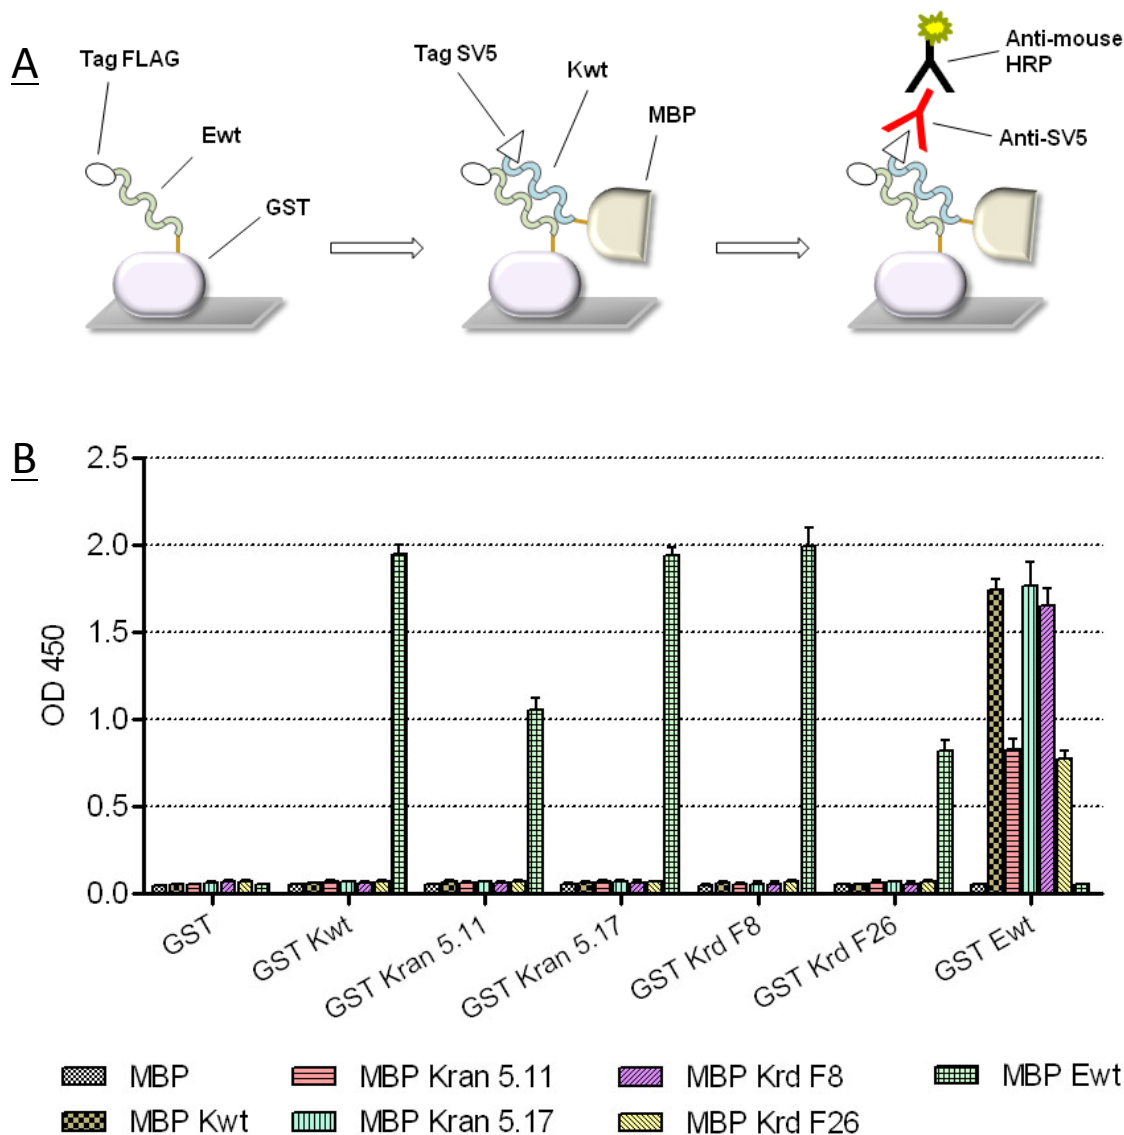 A
Tag FLAG
Ewt
GST
Tag SV5
Kwt
MBP
Anti-mouse
HRP
Anti-SV5
B
2.5
2.0
1.5
1.0
0.5
0.0
OD 450
GST
GST Kwt
GST Kran 5.11
GST Kran 5.17
GST Krd F8
GST Krd F26
GST Ewt
MBP
MBP Kran 5.11
MBP Krd F8
MBP Ewt
MBP Kwt
MBP Kran 5.17
MBP Krd F26